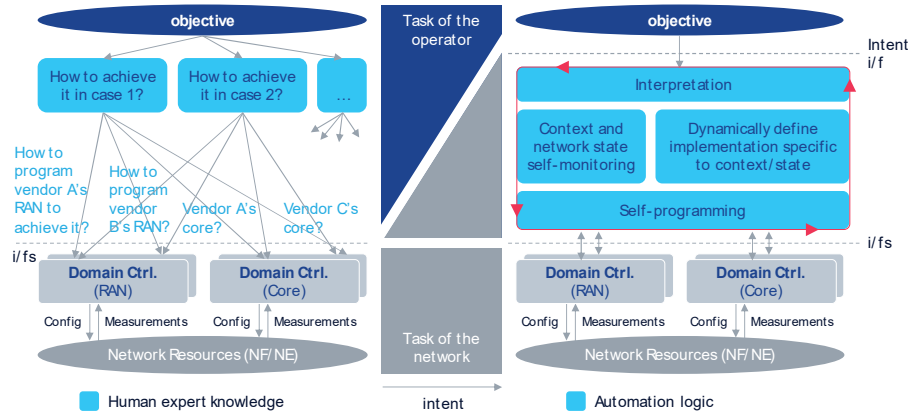 objective
How to achieve
it in case 1?
How to achieve
it in case 2?
...
How to
program
vendor A's
RAN to
achieve it?
How to
program
vendor
B's RAN?
Vendor A's
core?
Vendor C's
core?
i/fs
Domain Ctrl.
(RAN)
Domain Ctrl.
(Core)
Config
Measurements
Config
Measurements
Network Resources (NF/NE)
Human expert knowledge
Task of the
operator
Task of the
network
intent
objective
Intent
i/f
Interpretation
Context and
network state
self-monitoring
Dynamically define
implementation specific
to context/state
Self-programming
i/fs
Domain Ctrl.
(RAN)
Domain Ctrl.
(Core)
Config
Measurements
Config
Measurements
Network Resources (NF/NE)
Automation logic